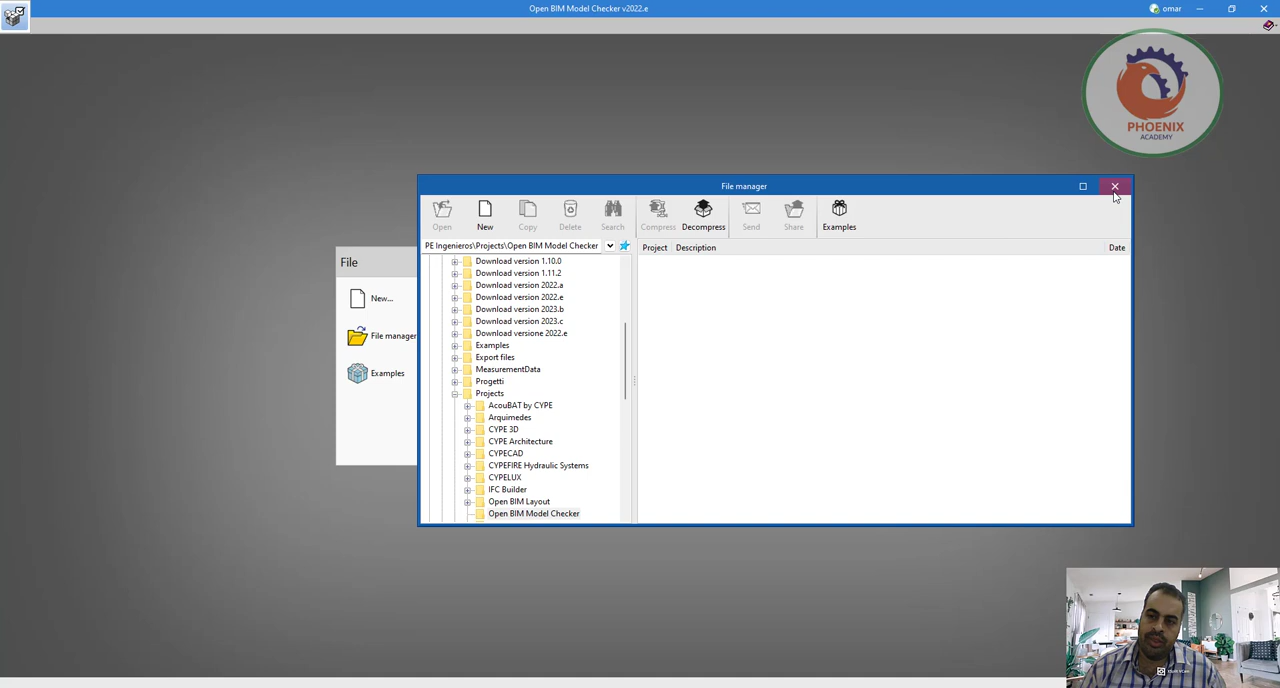 Open BIM Model Checker v2022.e
omar
PHOENIX
ACADEMY
File manager
Open
New
Copy
Delete
Search
Compress
Decompress
Send
Share
Examples
PE Ingenieros\Projects\Open BIM Model Checker
Project
Description
Date
Download version 1.10.0
Download version 1.11.2
Download version 2022.a
Download version 2022.e
Download version 2023.b
Download version 2023.c
Download versione 2022.e
Examples
Export files
MeasurementData
Progetti
Projects
AcouBAT by CYPE
Arquimedes
CYPE 3D
CYPE Architecture
CYPECAD
CYPEFIRE Hydraulic Systems
CYPELUX
IFC Builder
Open BIM Layout
Open BIM Model Checker
File
New...
File manager
Examples